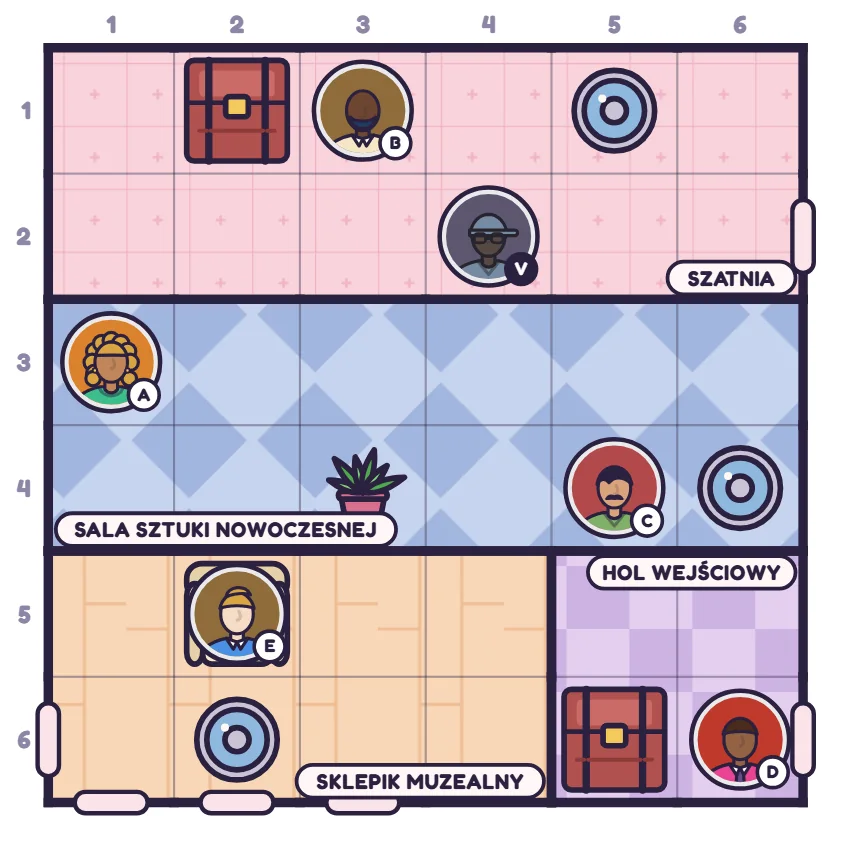 1 2 3 4 5 6
1
B
2
V
SZATNIA
3
A
4
C
SALA SZTUKI NOWOCZESNEJ
HOL WEJŚCIOWY
5
E
6
D
SKLEPIK MUZEALNY